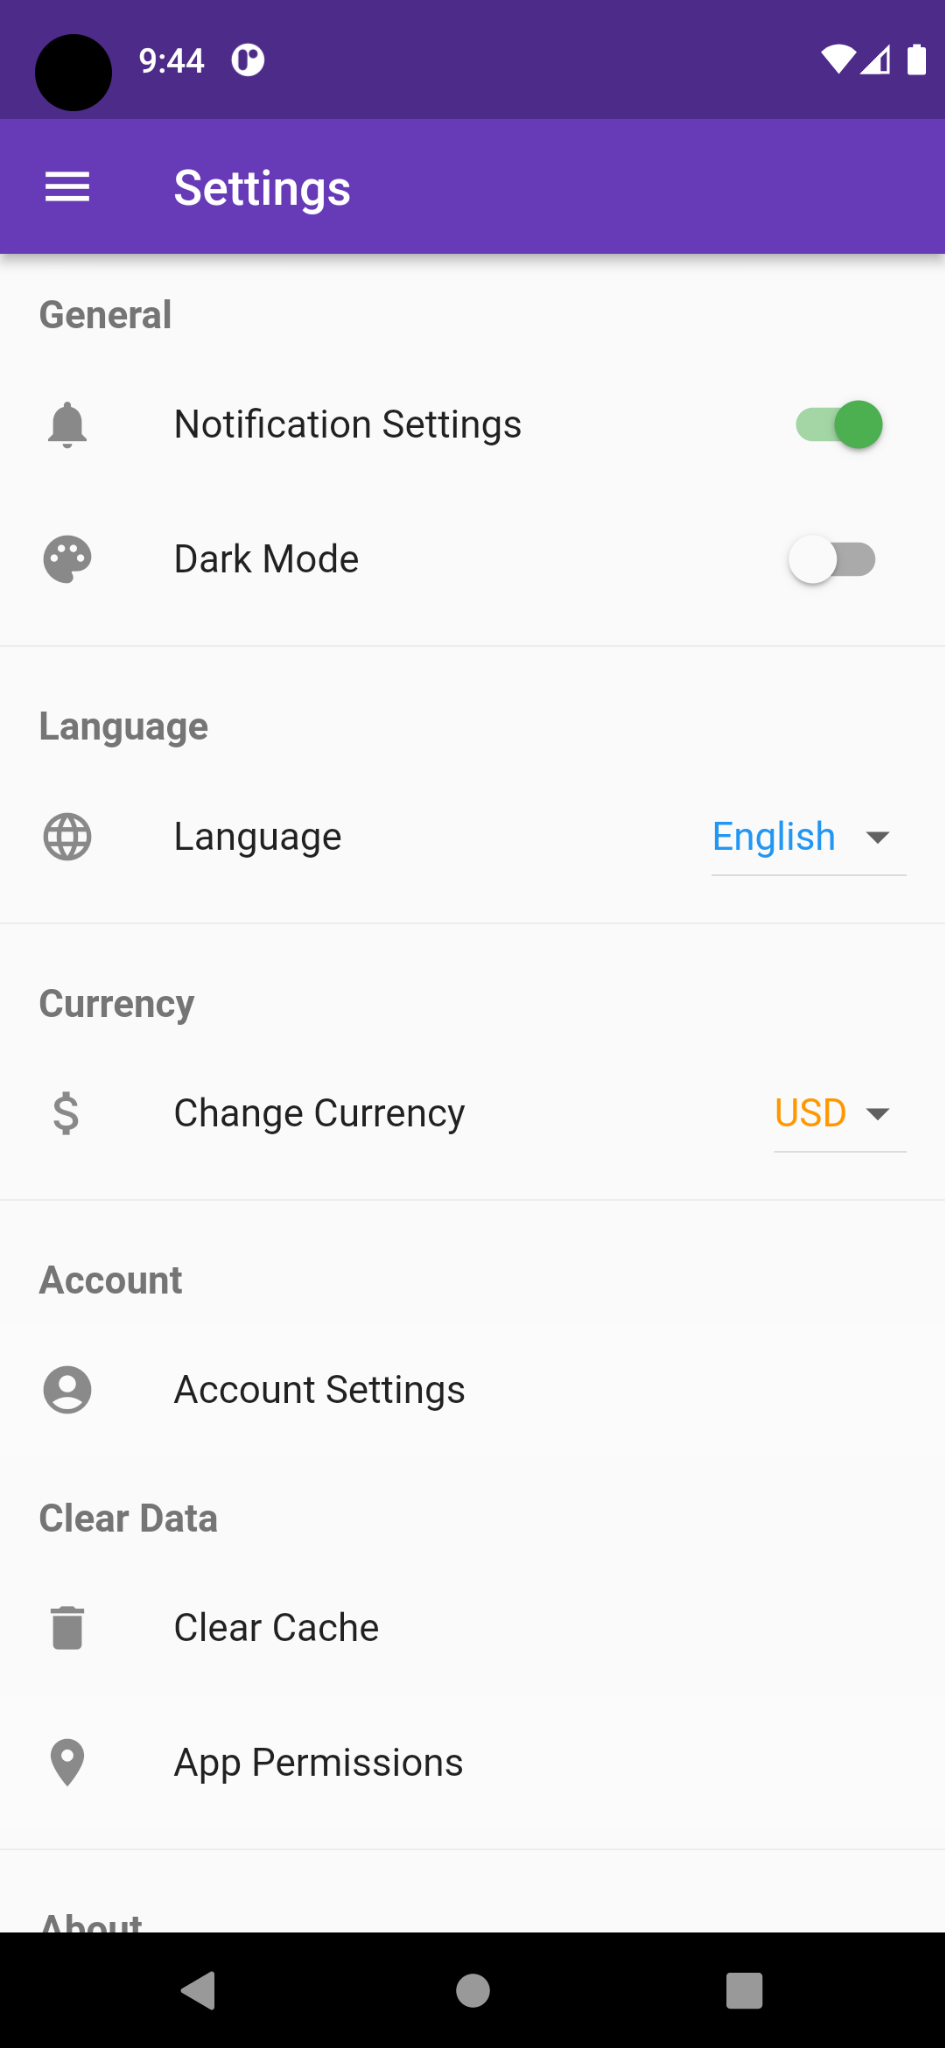 9:44
Settings
General
Notification Settings
Dark Mode
Language
Language English
Currency
$ Change Currency USD
Account
Account Settings
Clear Data
Clear Cache
App Permissions
About